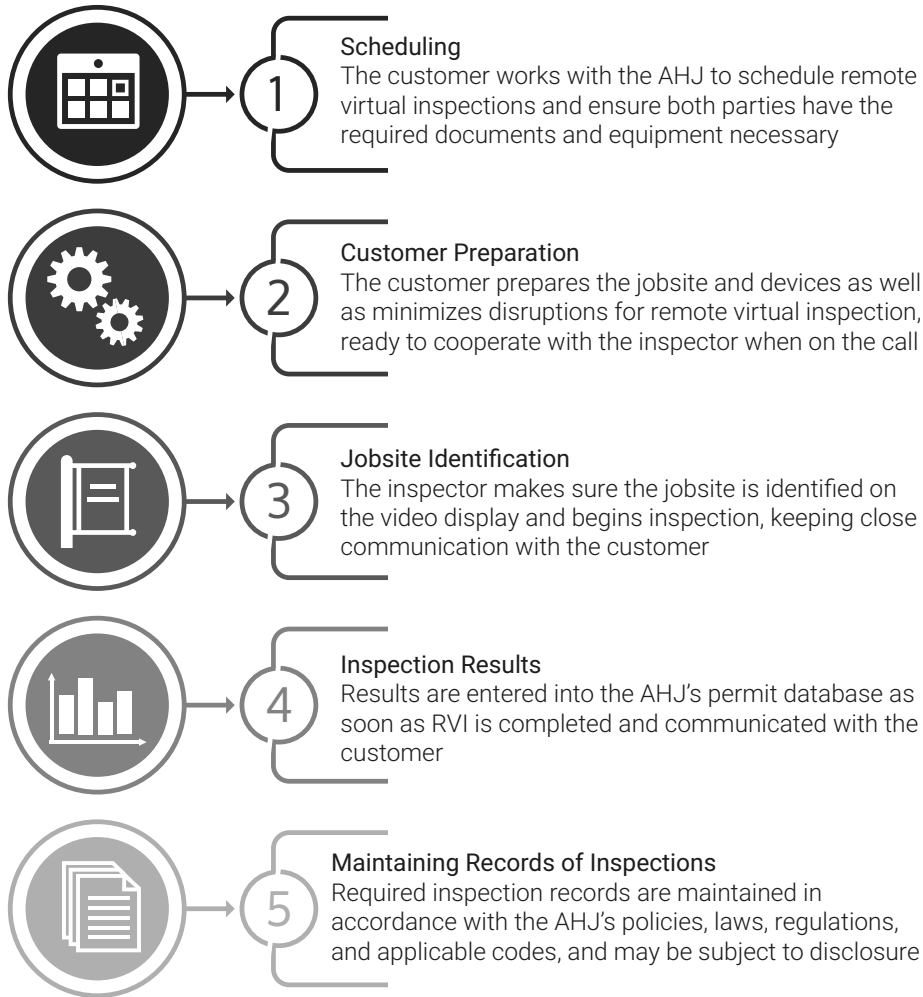 1
Scheduling
The customer works with the AHJ to schedule remote
virtual inspections and ensure both parties have the
required documents and equipment necessary
2
Customer Preparation
The customer prepares the jobsite and devices as well
as minimizes disruptions for remote virtual inspection,
ready to cooperate with the inspector when on the call
3
Jobsite Identification
The inspector makes sure the jobsite is identified on
the video display and begins inspection, keeping close
communication with the customer
4
Inspection Results
Results are entered into the AHJ’s permit database as
soon as RVI is completed and communicated with the
customer
5
Maintaining Records of Inspections
Required inspection records are maintained in
accordance with the AHJ’s policies, laws, regulations,
and applicable codes, and may be subject to disclosure